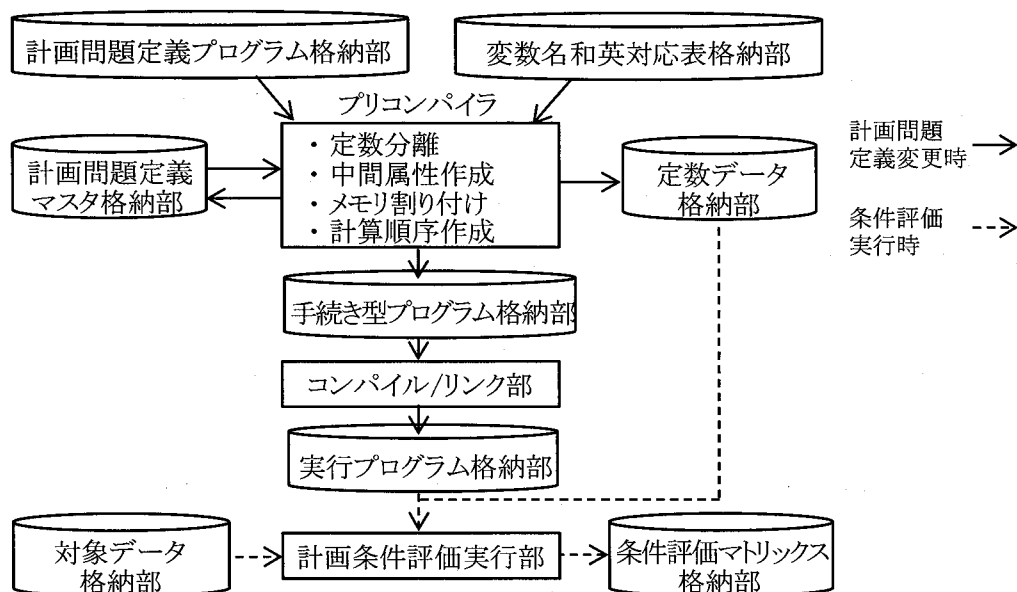 計画問題定義プログラム格納部
変数名和英対応表格納部
プリコンパイラ
・定数分離
・中間属性作成
・メモリ割り付け
・計算順序作成
計画問題定義
マスタ格納部
定数データ
格納部
計画問題
定義変更時
条件評価
実行時
手続き型プログラム格納部
コンパイル/リンク部
実行プログラム格納部
対象データ
格納部
計画条件評価実行部
条件評価マトリックス
格納部